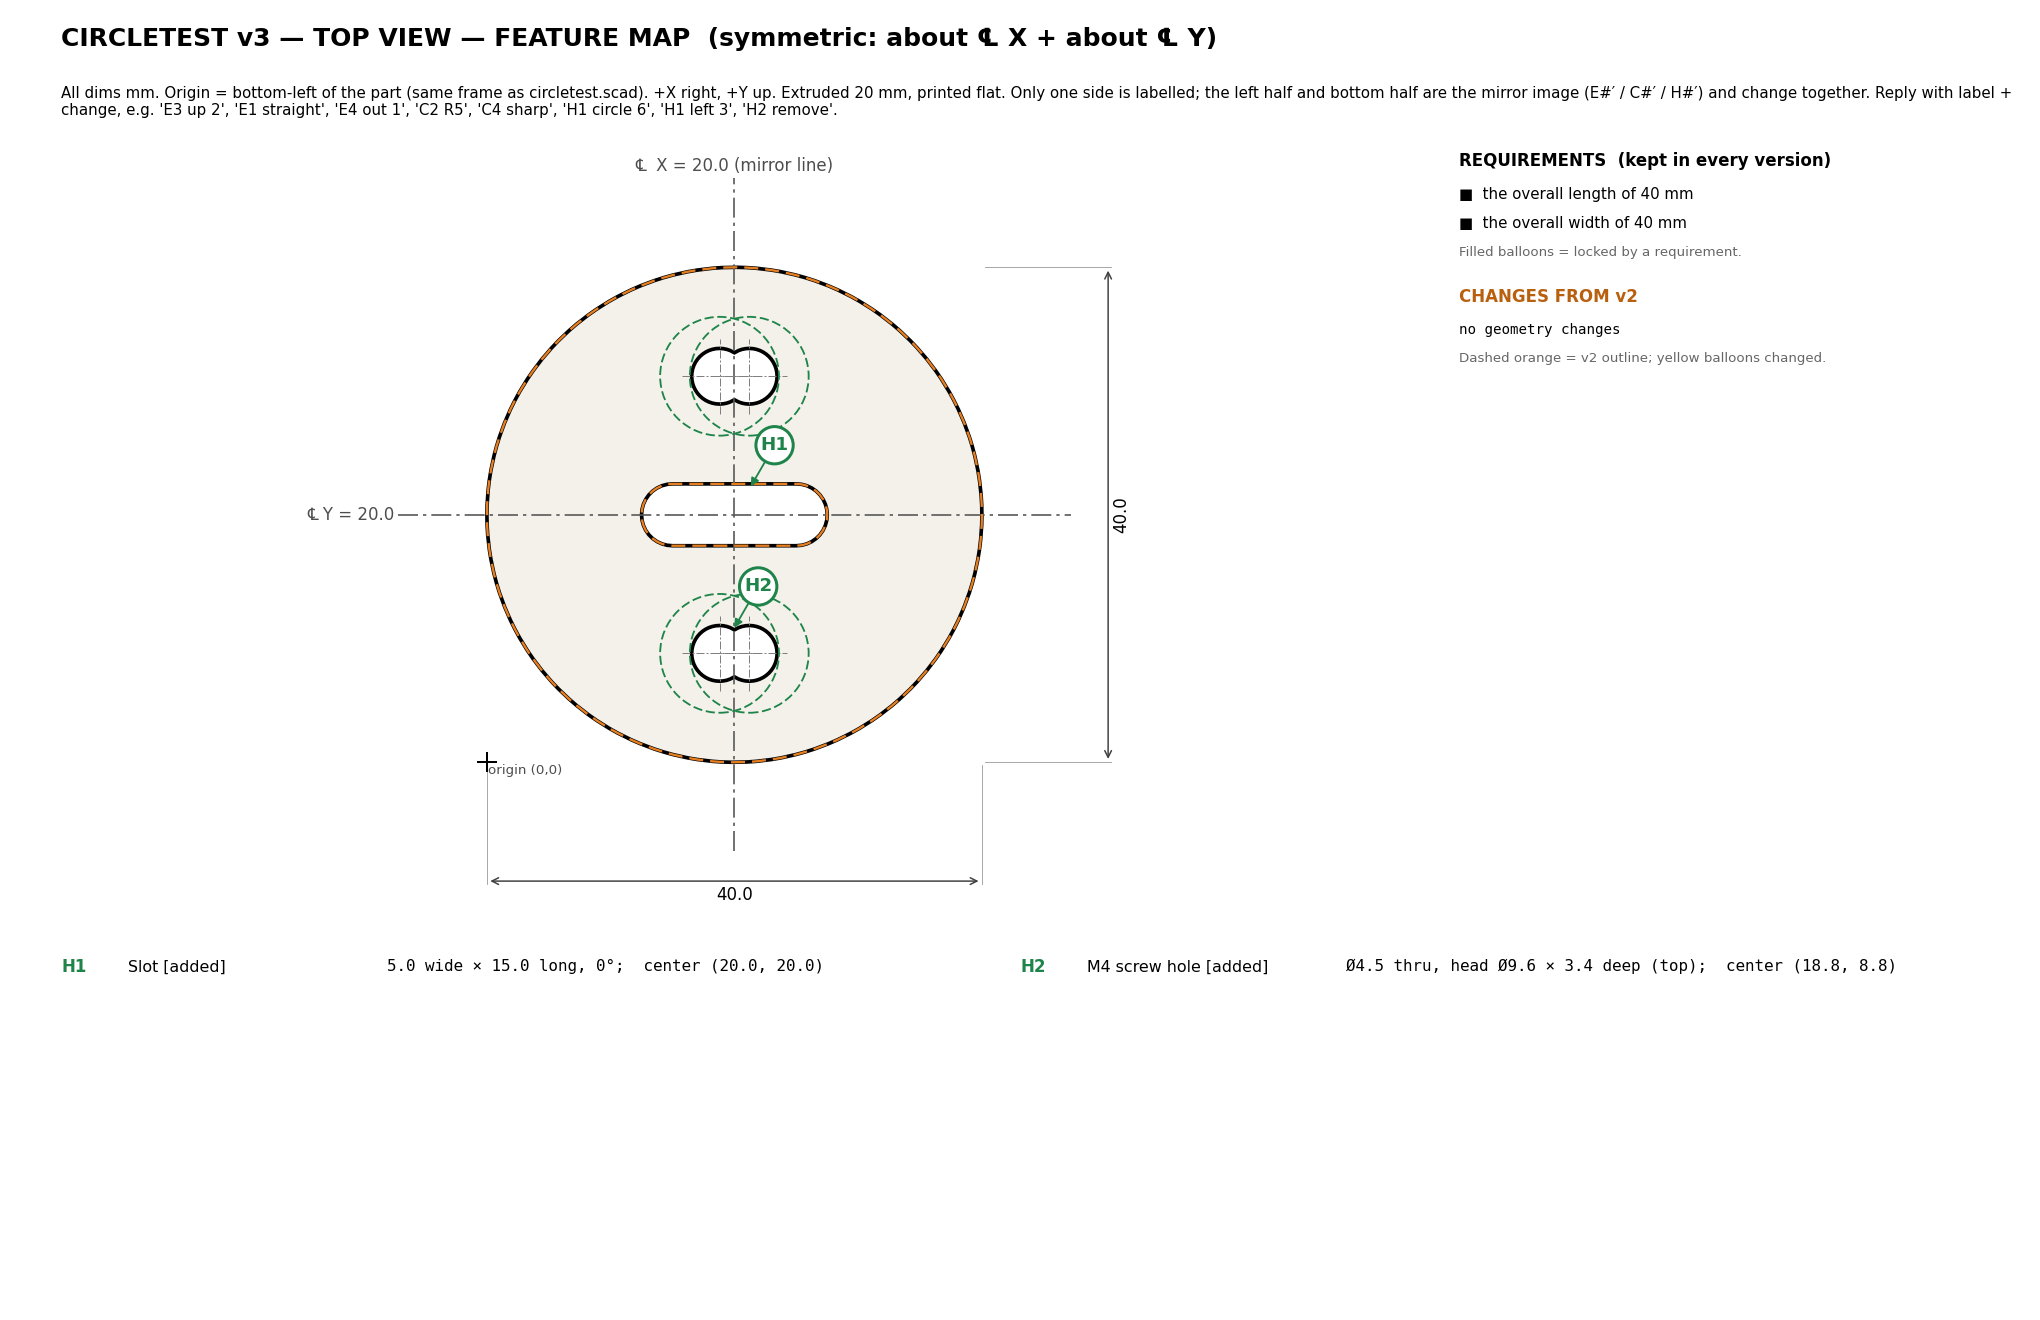 CIRCLETEST v3 — TOP VIEW — FEATURE MAP  (symmetric: about ℄ X + about ℄ Y)
All dims mm. Origin = bottom-left of the part (same frame as circletest.scad). +X right, +Y up. Extruded 20 mm, printed flat. Only one side is labelled; the left half and bottom half are the mirror image (E#′ / C#′ / H#′) and change together. Reply with label +
change, e.g. 'E3 up 2', 'E1 straight', 'E4 out 1', 'C2 R5', 'C4 sharp', 'H1 circle 6', 'H1 left 3', 'H2 remove'.
℄  X = 20.0 (mirror line)
REQUIREMENTS  (kept in every version)
■  the overall length of 40 mm
■  the overall width of 40 mm
Filled balloons = locked by a requirement.
CHANGES FROM v2
no geometry changes
Dashed orange = v2 outline; yellow balloons changed.
H1
℄ Y = 20.0
40.0
H2
origin (0,0)
40.0
H1 Slot [added] 5.0 wide × 15.0 long, 0°;  center (20.0, 20.0)
H2 M4 screw hole [added] Ø4.5 thru, head Ø9.6 × 3.4 deep (top);  center (18.8, 8.8)